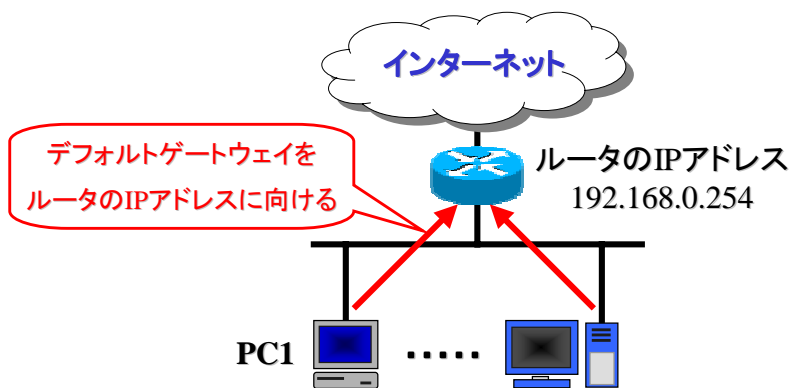 インターネット
デフォルトゲートウェイを
ルータのIPアドレスに向ける
ルータのIPアドレス
192.168.0.254
PC1